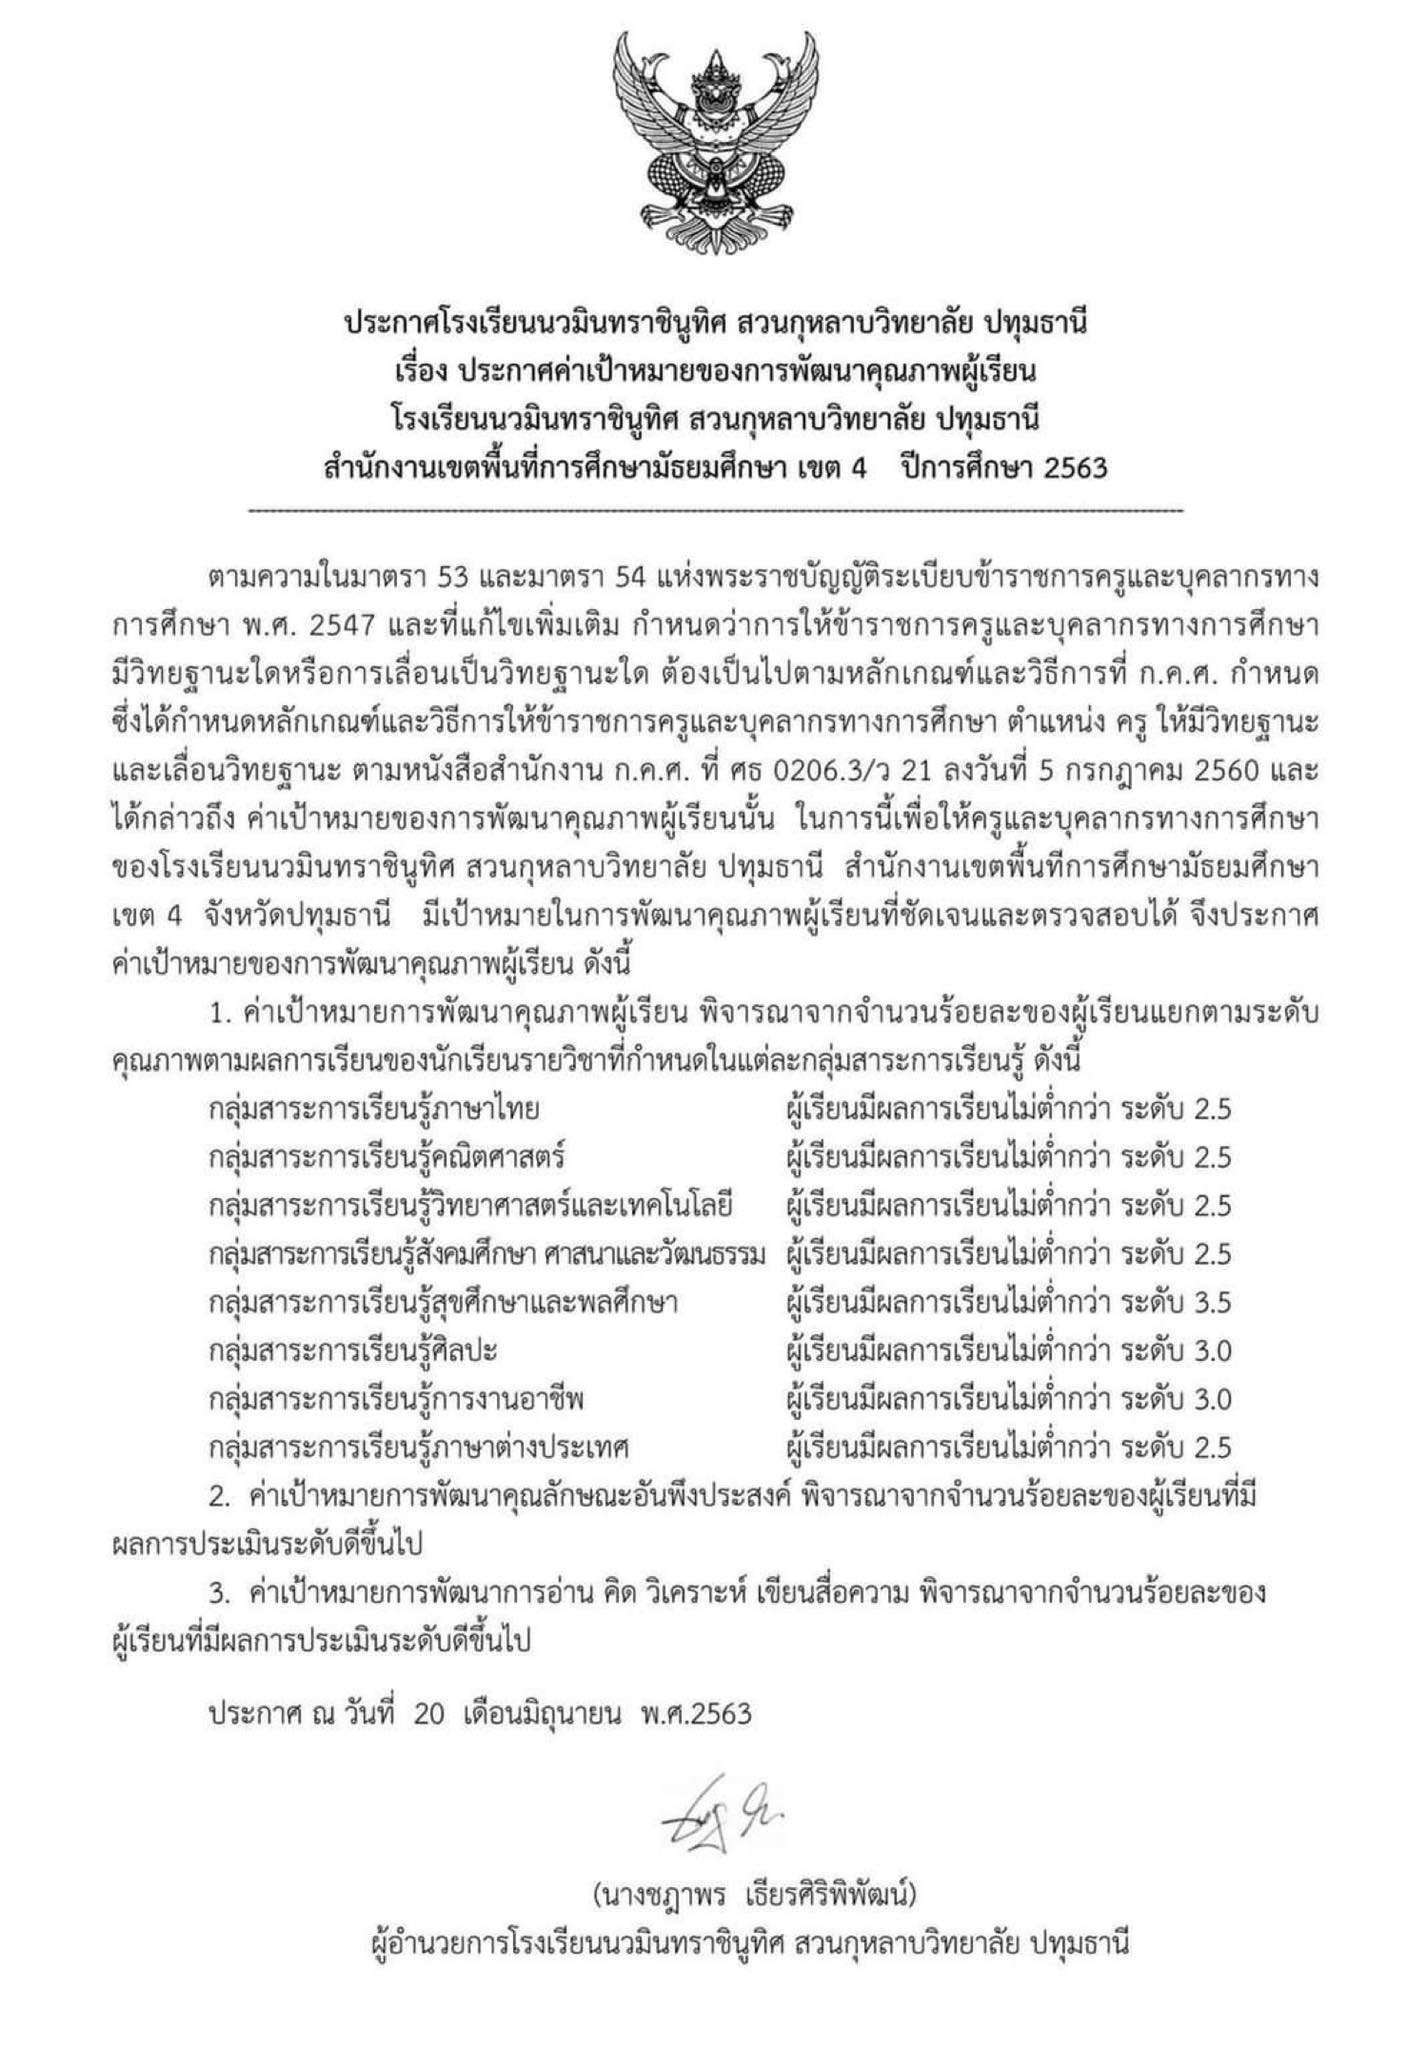 ประกาศโรงเรียนนวมินทราชินูทิศ สวนกุหลาบวิทยาลัย ปทุมธานี
เรื่อง ประกาศค่าเป้าหมายของการพัฒนาคุณภาพผู้เรียน
โรงเรียนนวมินทราชินูทิศ สวนกุหลาบวิทยาลัย ปทุมธานี
สำนักงานเขตพื้นที่การศึกษามัธยมศึกษา เขต 4 ปีการศึกษา 2563
ตามความในมาตรา 53 และมาตรา 54 แห่งพระราชบัญญัติระเบียบข้าราชการครูและบุคลากรทาง
การศึกษา พ.ศ. 2547 และที่แก้ไขเพิ่มเติม กำหนดว่าการให้ข้าราชการครูและบุคลากรทางการศึกษา
มีวิทยฐานะใดหรือการเลื่อนเป็นวิทยฐานะใด ต้องเป็นไปตามหลักเกณฑ์และวิธีการที่ ก.ค.ศ. กำหนด
ซึ่งได้กำหนดหลักเกณฑ์และวิธีการให้ข้าราชการครูและบุคลากรทางการศึกษา ตำแหน่ง ครู ให้มีวิทยฐานะ
และเลื่อนวิทยฐานะ ตามหนังสือสำนักงาน ก.ค.ศ. ที่ ศธ 0206.3/ว 21 ลงวันที่ 5 กรกฎาคม 2560 และ
ได้กล่าวถึง ค่าเป้าหมายของการพัฒนาคุณภาพผู้เรียนนั้น ในการนี้เพื่อให้ครูและบุคลากรทางการศึกษา
ของโรงเรียนนวมินทราชินูทิศ สวนกุหลาบวิทยาลัย ปทุมธานี สำนักงานเขตพื้นทีการศึกษามัธยมศึกษา
เขต 4 จังหวัดปทุมธานี มีเป้าหมายในการพัฒนาคุณภาพผู้เรียนที่ชัดเจนและตรวจสอบได้ จึงประกาศ
ค่าเป้าหมายของการพัฒนาคุณภาพผู้เรียน ดังนี้
1. ค่าเป้าหมายการพัฒนาคุณภาพผู้เรียน พิจารณาจากจำนวนร้อยละของผู้เรียนแยกตามระดับ
คุณภาพตามผลการเรียนของนักเรียนรายวิชาที่กำหนดในแต่ละกลุ่มสาระการเรียนรู้ ดังนี้
กลุ่มสาระการเรียนรู้ภาษาไทย ผู้เรียนมีผลการเรียนไม่ต่ำกว่า ระดับ 2.5
กลุ่มสาระการเรียนรู้คณิตศาสตร์ ผู้เรียนมีผลการเรียนไม่ต่ำกว่า ระดับ 2.5
กลุ่มสาระการเรียนรู้วิทยาศาสตร์และเทคโนโลยี ผู้เรียนมีผลการเรียนไม่ต่ำกว่า ระดับ 2.5
กลุ่มสาระการเรียนรู้สังคมศึกษา ศาสนาและวัฒนธรรม ผู้เรียนมีผลการเรียนไม่ต่ำกว่า ระดับ 2.5
กลุ่มสาระการเรียนรู้สุขศึกษาและพลศึกษา ผู้เรียนมีผลการเรียนไม่ต่ำกว่า ระดับ 3.5
กลุ่มสาระการเรียนรู้ศิลปะ ผู้เรียนมีผลการเรียนไม่ต่ำกว่า ระดับ 3.0
กลุ่มสาระการเรียนรู้การงานอาชีพ ผู้เรียนมีผลการเรียนไม่ต่ำกว่า ระดับ 3.0
กลุ่มสาระการเรียนรู้ภาษาต่างประเทศ ผู้เรียนมีผลการเรียนไม่ต่ำกว่า ระดับ 2.5
2. ค่าเป้าหมายการพัฒนาคุณลักษณะอันพึงประสงค์ พิจารณาจากจำนวนร้อยละของผู้เรียนที่มี
ผลการประเมินระดับดีขึ้นไป
3. ค่าเป้าหมายการพัฒนาการอ่าน คิด วิเคราะห์ เขียนสื่อความ พิจารณาจากจำนวนร้อยละของ
ผู้เรียนที่มีผลการประเมินระดับดีขึ้นไป
ประกาศ ณ วันที่ 20 เดือนมิถุนายน พ.ศ.2563
(นางชฎาพร เธียรศิริพิพัฒน์)
ผู้อำนวยการโรงเรียนนวมินทราชินูทิศ สวนกุหลาบวิทยาลัย ปทุมธานี